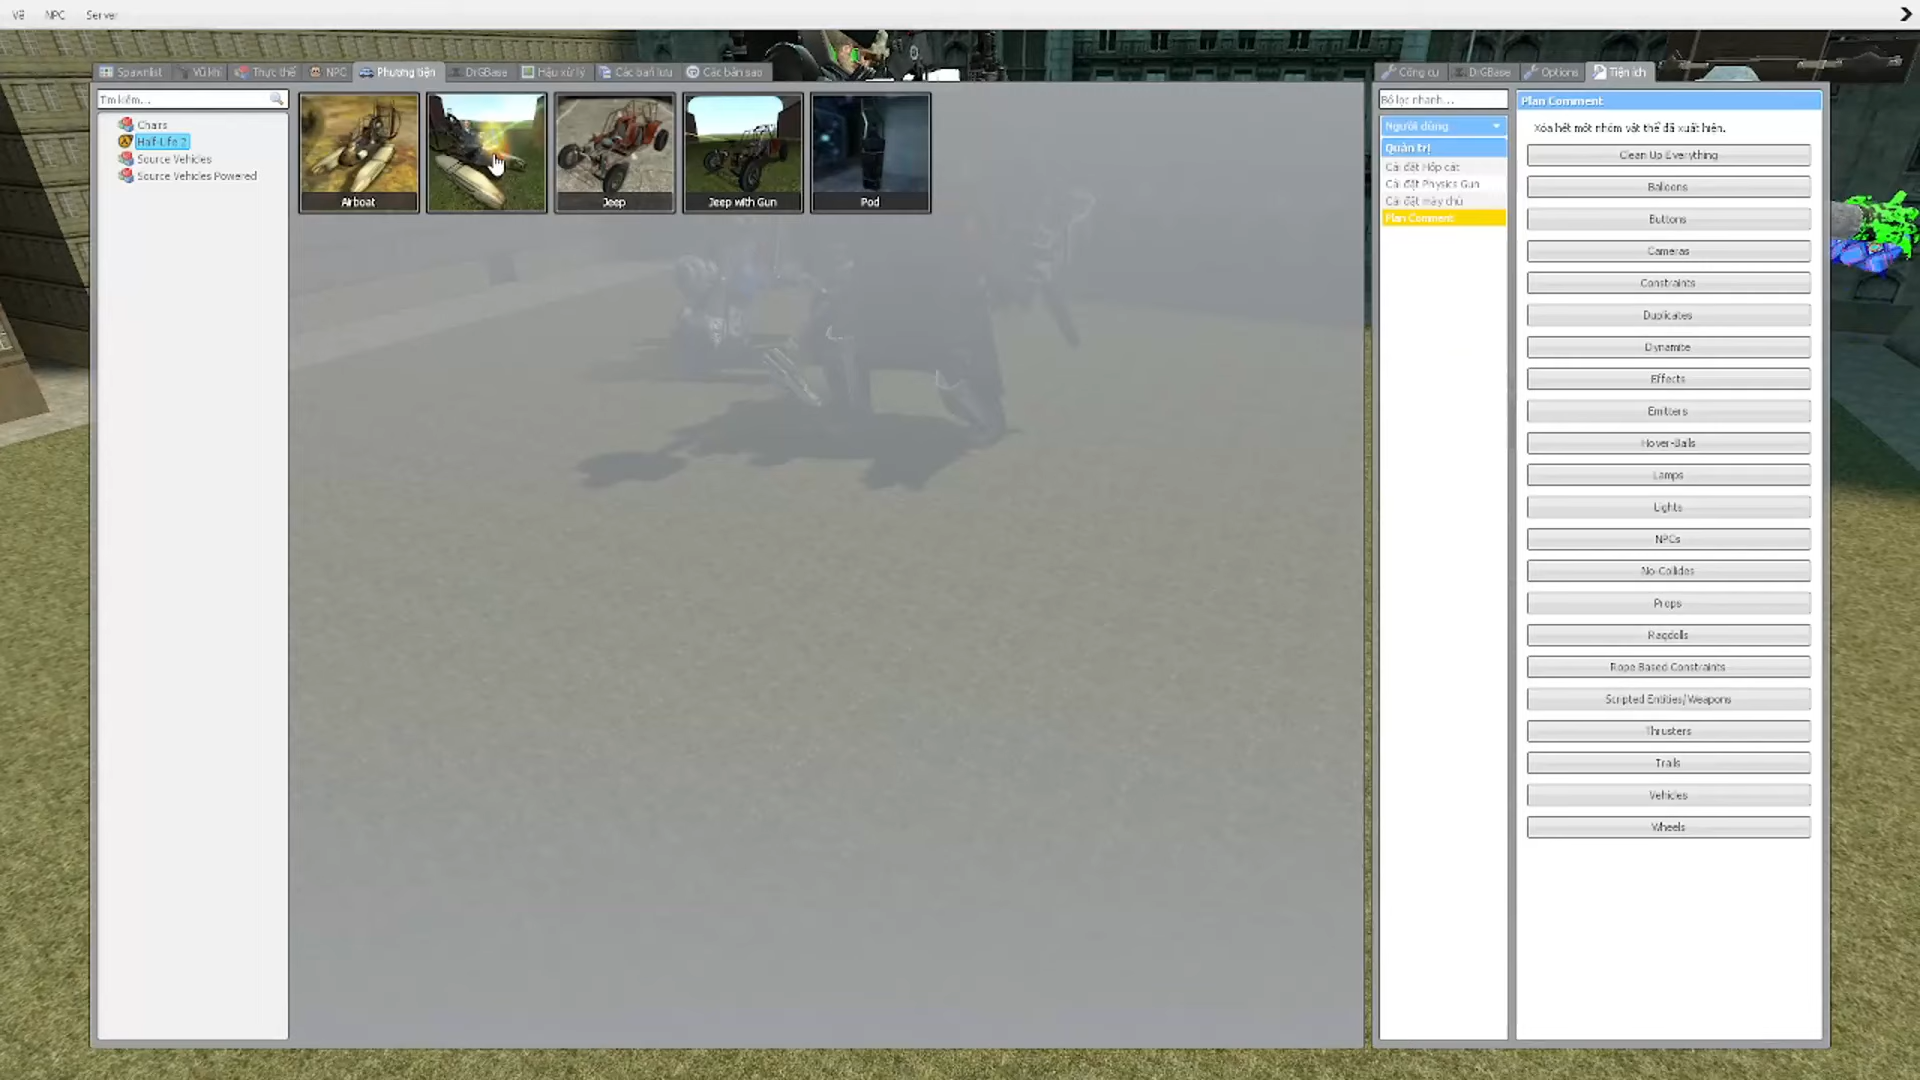 Vẽ NPC Server
Spawnlist Vũ khí Thực thể NPC Phương tiện DrGBase Hậu xử lý Các bản lưu Các bản sao
Công cụ DrGBase Options Tiện ích
Tìm kiếm...
Chairs
Half-Life 2
Source Vehicles
Source Vehicles Powered
Airboat
Jeep
Jeep with Gun
Pod
Bộ lọc nhanh...
Người dùng
Quản trị
Cài đặt Hộp cát
Cài đặt Physics Gun
Cài đặt máy chủ
Plan Comment
Plan Comment
Xóa hết một nhóm vật thể đã xuất hiện.
Clean Up Everything
Balloons
Buttons
Cameras
Constraints
Duplicates
Dynamite
Effects
Emitters
Hover-Balls
Lamps
Lights
NPCs
No-Collides
Props
Ragdolls
Rope Based Constraints
Scripted Entities/Weapons
Thrusters
Trails
Vehicles
Wheels